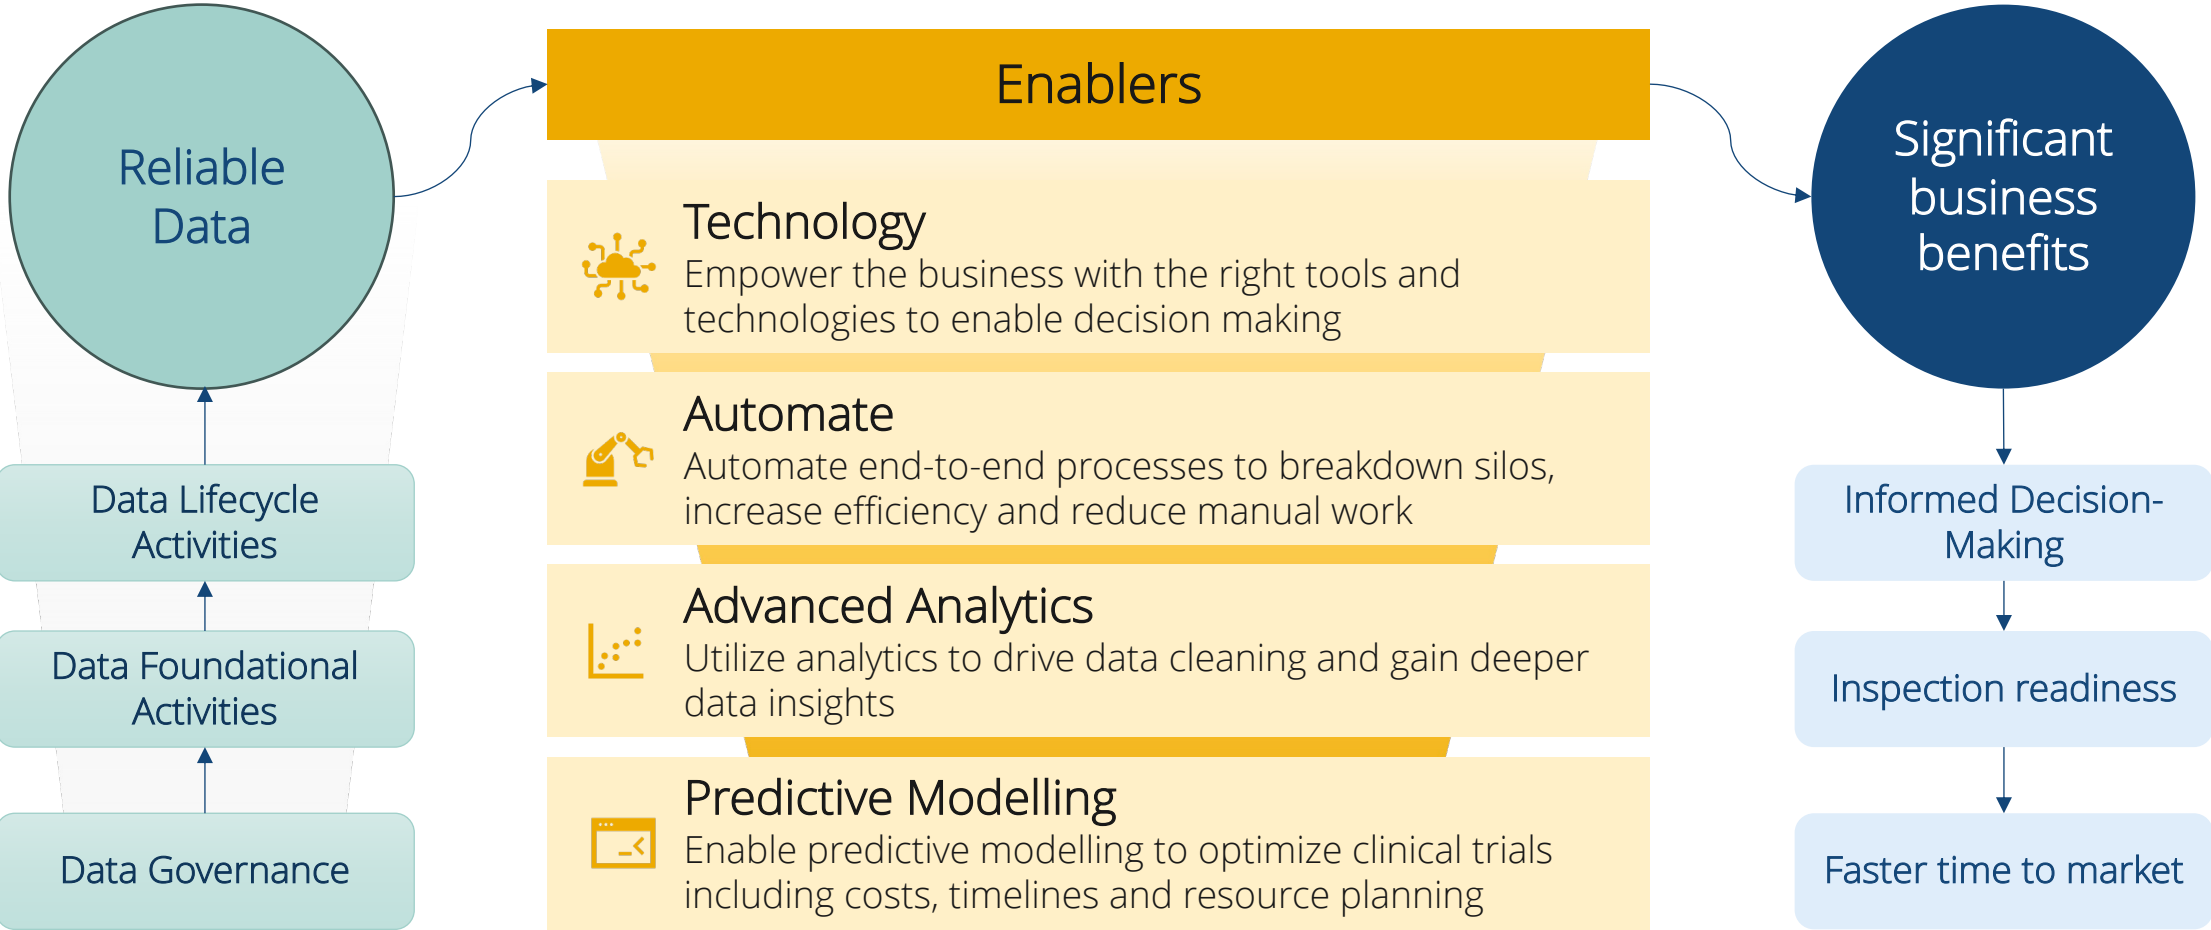 Reliable
Data
Data Lifecycle
Activities
Data Foundational
Activities
Data Governance
Enablers
Technology
Empower the business with the right tools and
technologies to enable decision making
Automate
Automate end-to-end processes to breakdown silos,
increase efficiency and reduce manual work
Advanced Analytics
Utilize analytics to drive data cleaning and gain deeper
data insights
Predictive Modelling
Enable predictive modelling to optimize clinical trials
including costs, timelines and resource planning
Significant
business
benefits
Informed Decision-
Making
Inspection readiness
Faster time to market